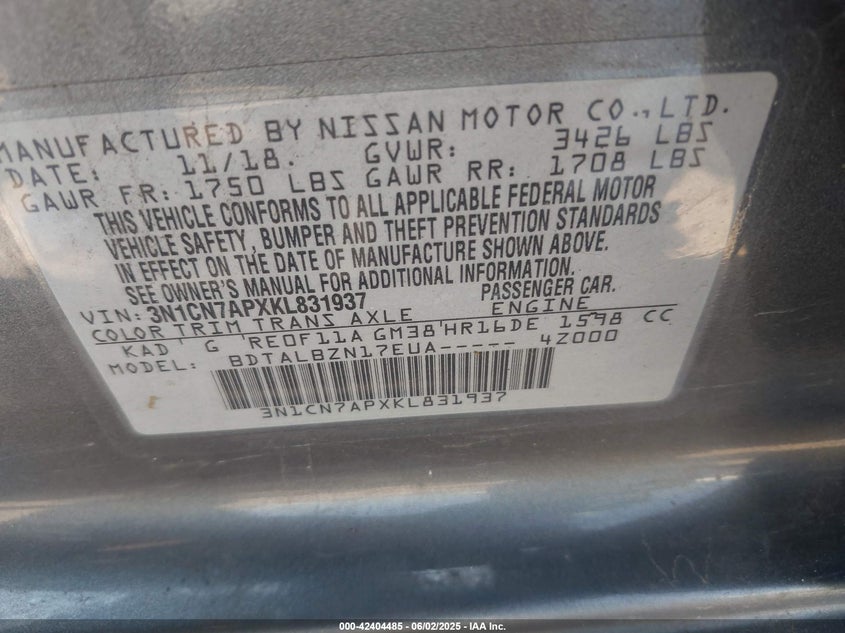 MANUFACTURED BY NISSAN MOTOR CO., LTD.
DATE: 11/18. GVWR: 3426 LBS
GAWR FR: 1750 LBS GAWR RR: 1708 LBS
THIS VEHICLE CONFORMS TO ALL APPLICABLE FEDERAL MOTOR
VEHICLE SAFETY, BUMPER AND THEFT PREVENTION STANDARDS
IN EFFECT ON THE DATE OF MANUFACTURE SHOWN ABOVE.
SEE OWNER'S MANUAL FOR ADDITIONAL INFORMATION.
VIN: 3N1CN7APXKL831937 PASSENGER CAR.
COLOR TRIM TRANS AXLE ENGINE
KAD G RE0F11A GM38 HR16DE 1598 CC
MODEL: BDTALBZN17EUA----- 4Z000
3N1CN7APXKL831937
000-42404485 - 06/02/2025 - IAA Inc.